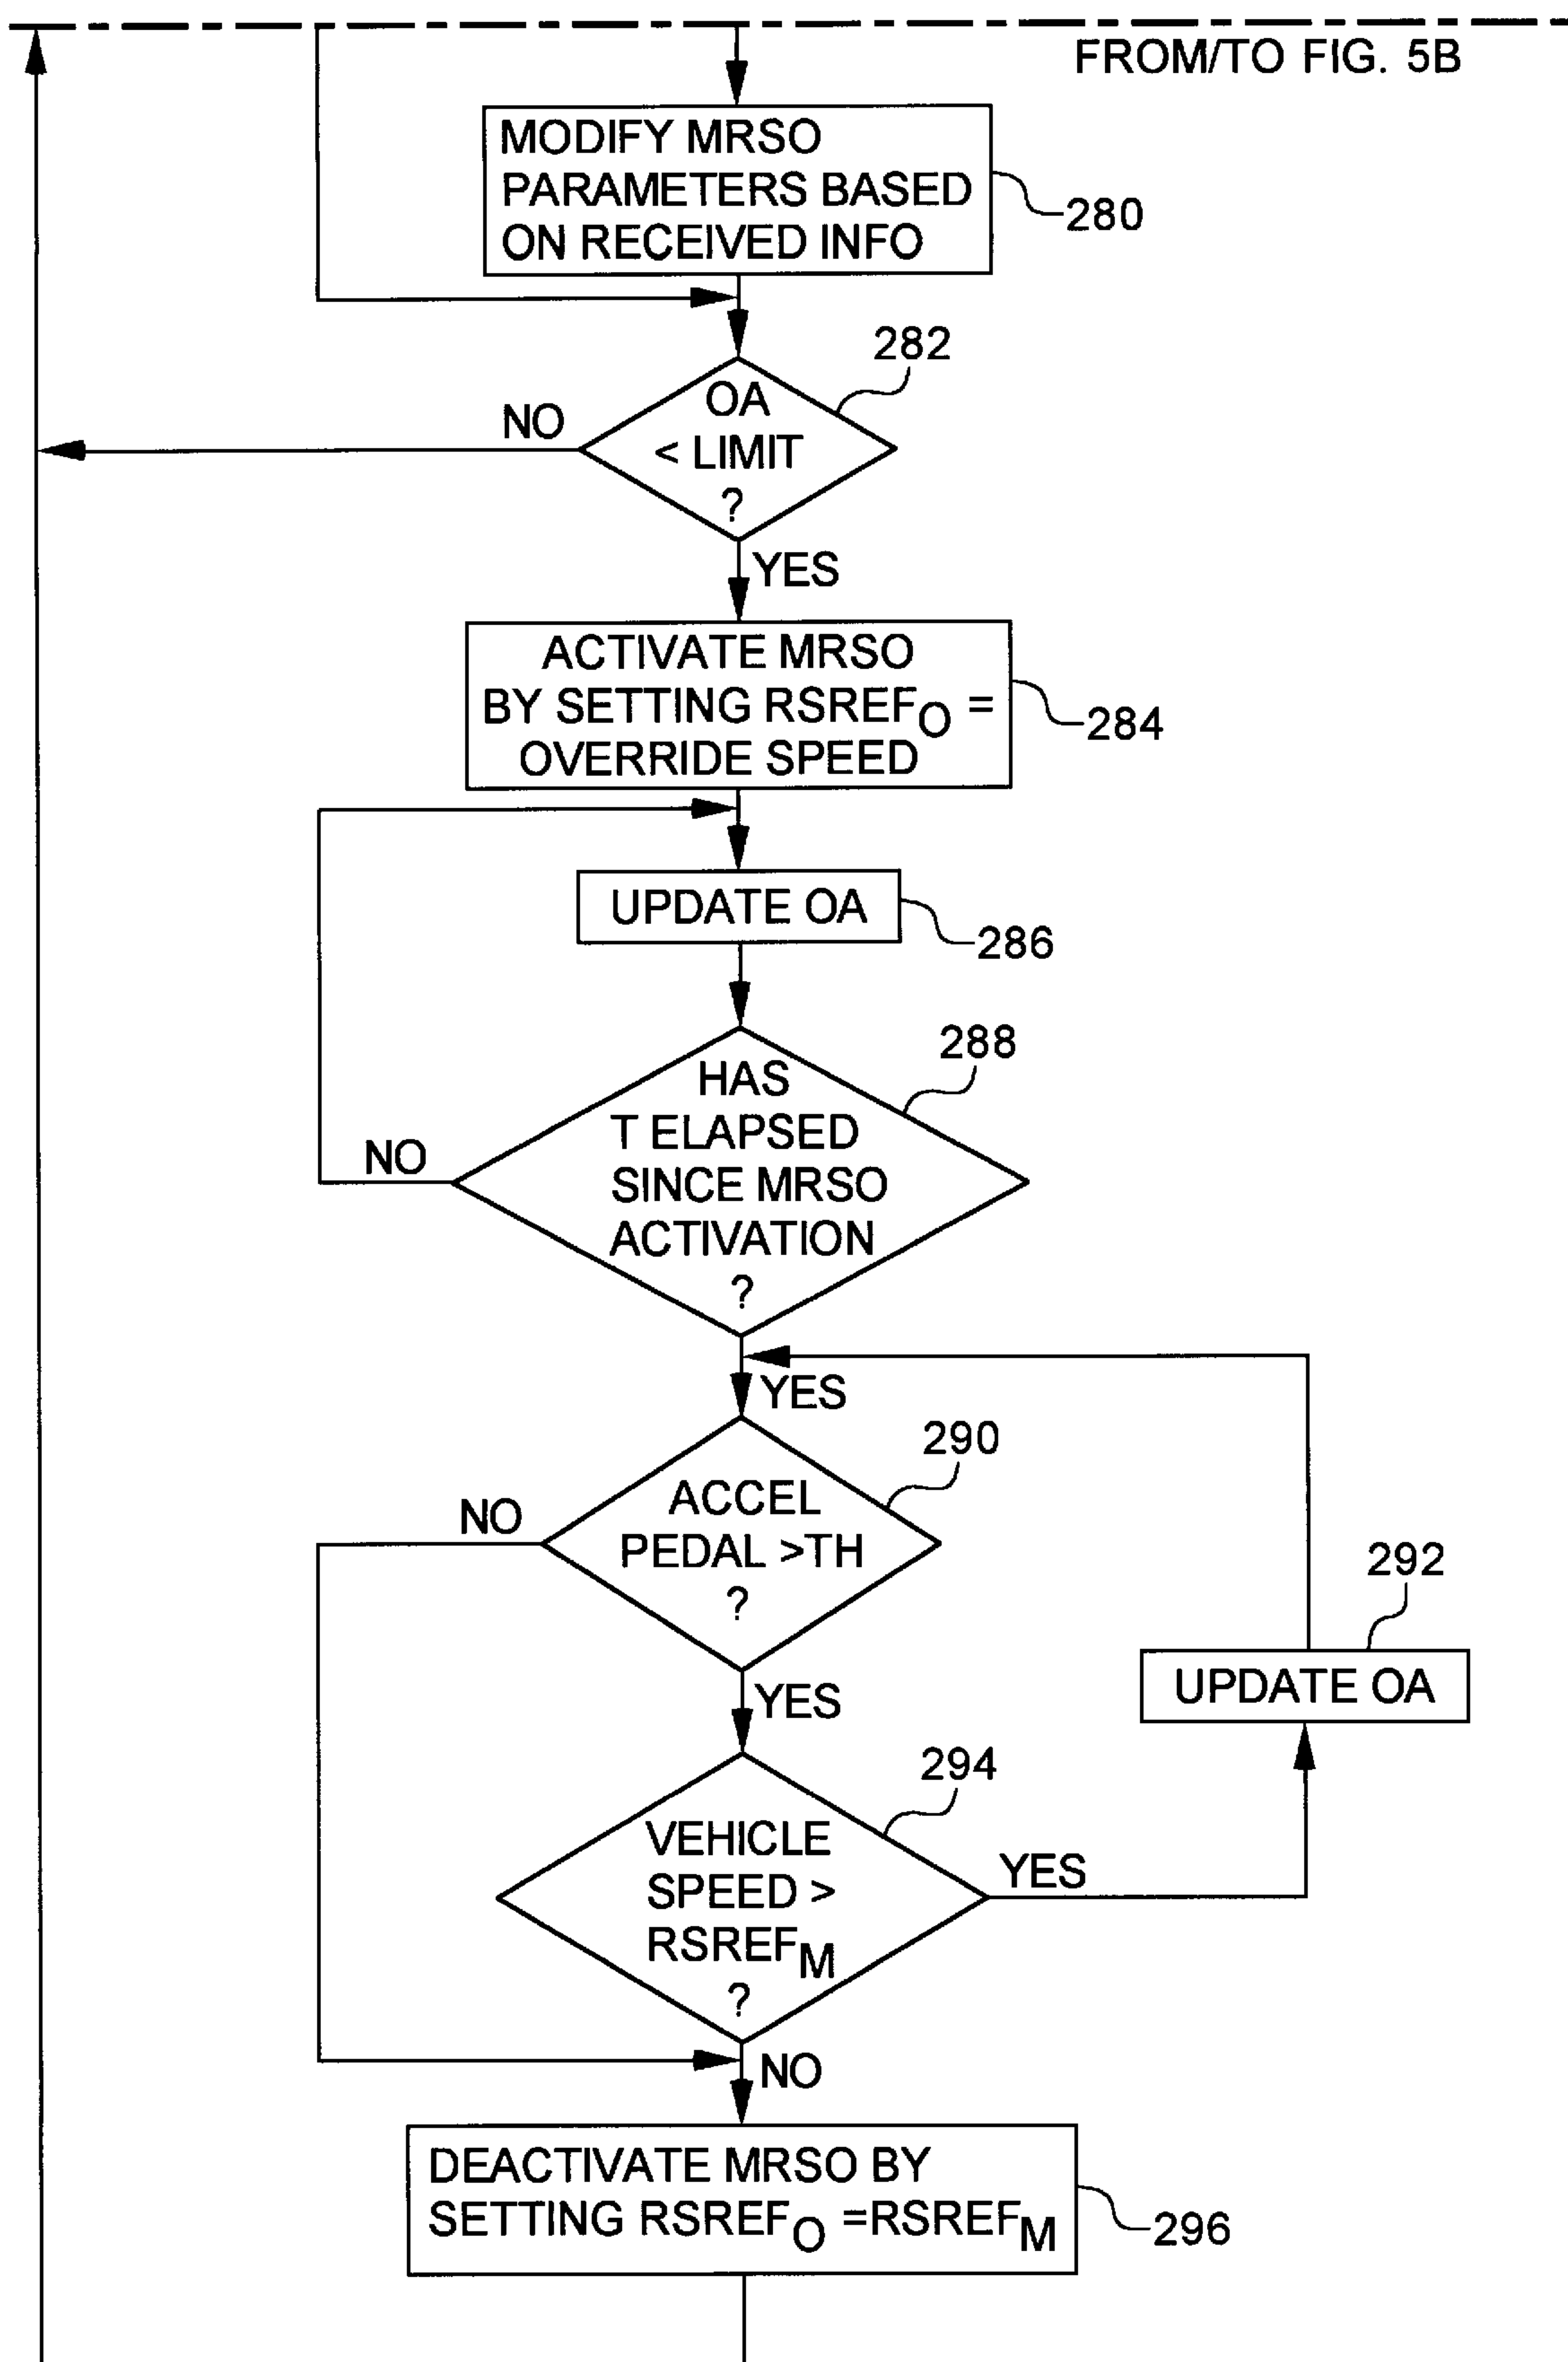 FROM/TO FIG. 5B
MODIFY MRSO
PARAMETERS BASED
ON RECEIVED INFO
280
282
OA
< LIMIT
?
NO
YES
ACTIVATE MRSO
BY SETTING RSREFO =
OVERRIDE SPEED
284
UPDATE OA
286
288
HAS
T ELAPSED
SINCE MRSO
ACTIVATION
?
NO
YES
290
ACCEL
PEDAL >TH
?
NO
YES
292
UPDATE OA
294
VEHICLE
SPEED >
RSREFM
?
YES
NO
DEACTIVATE MRSO BY
SETTING RSREFO =RSREFM
296